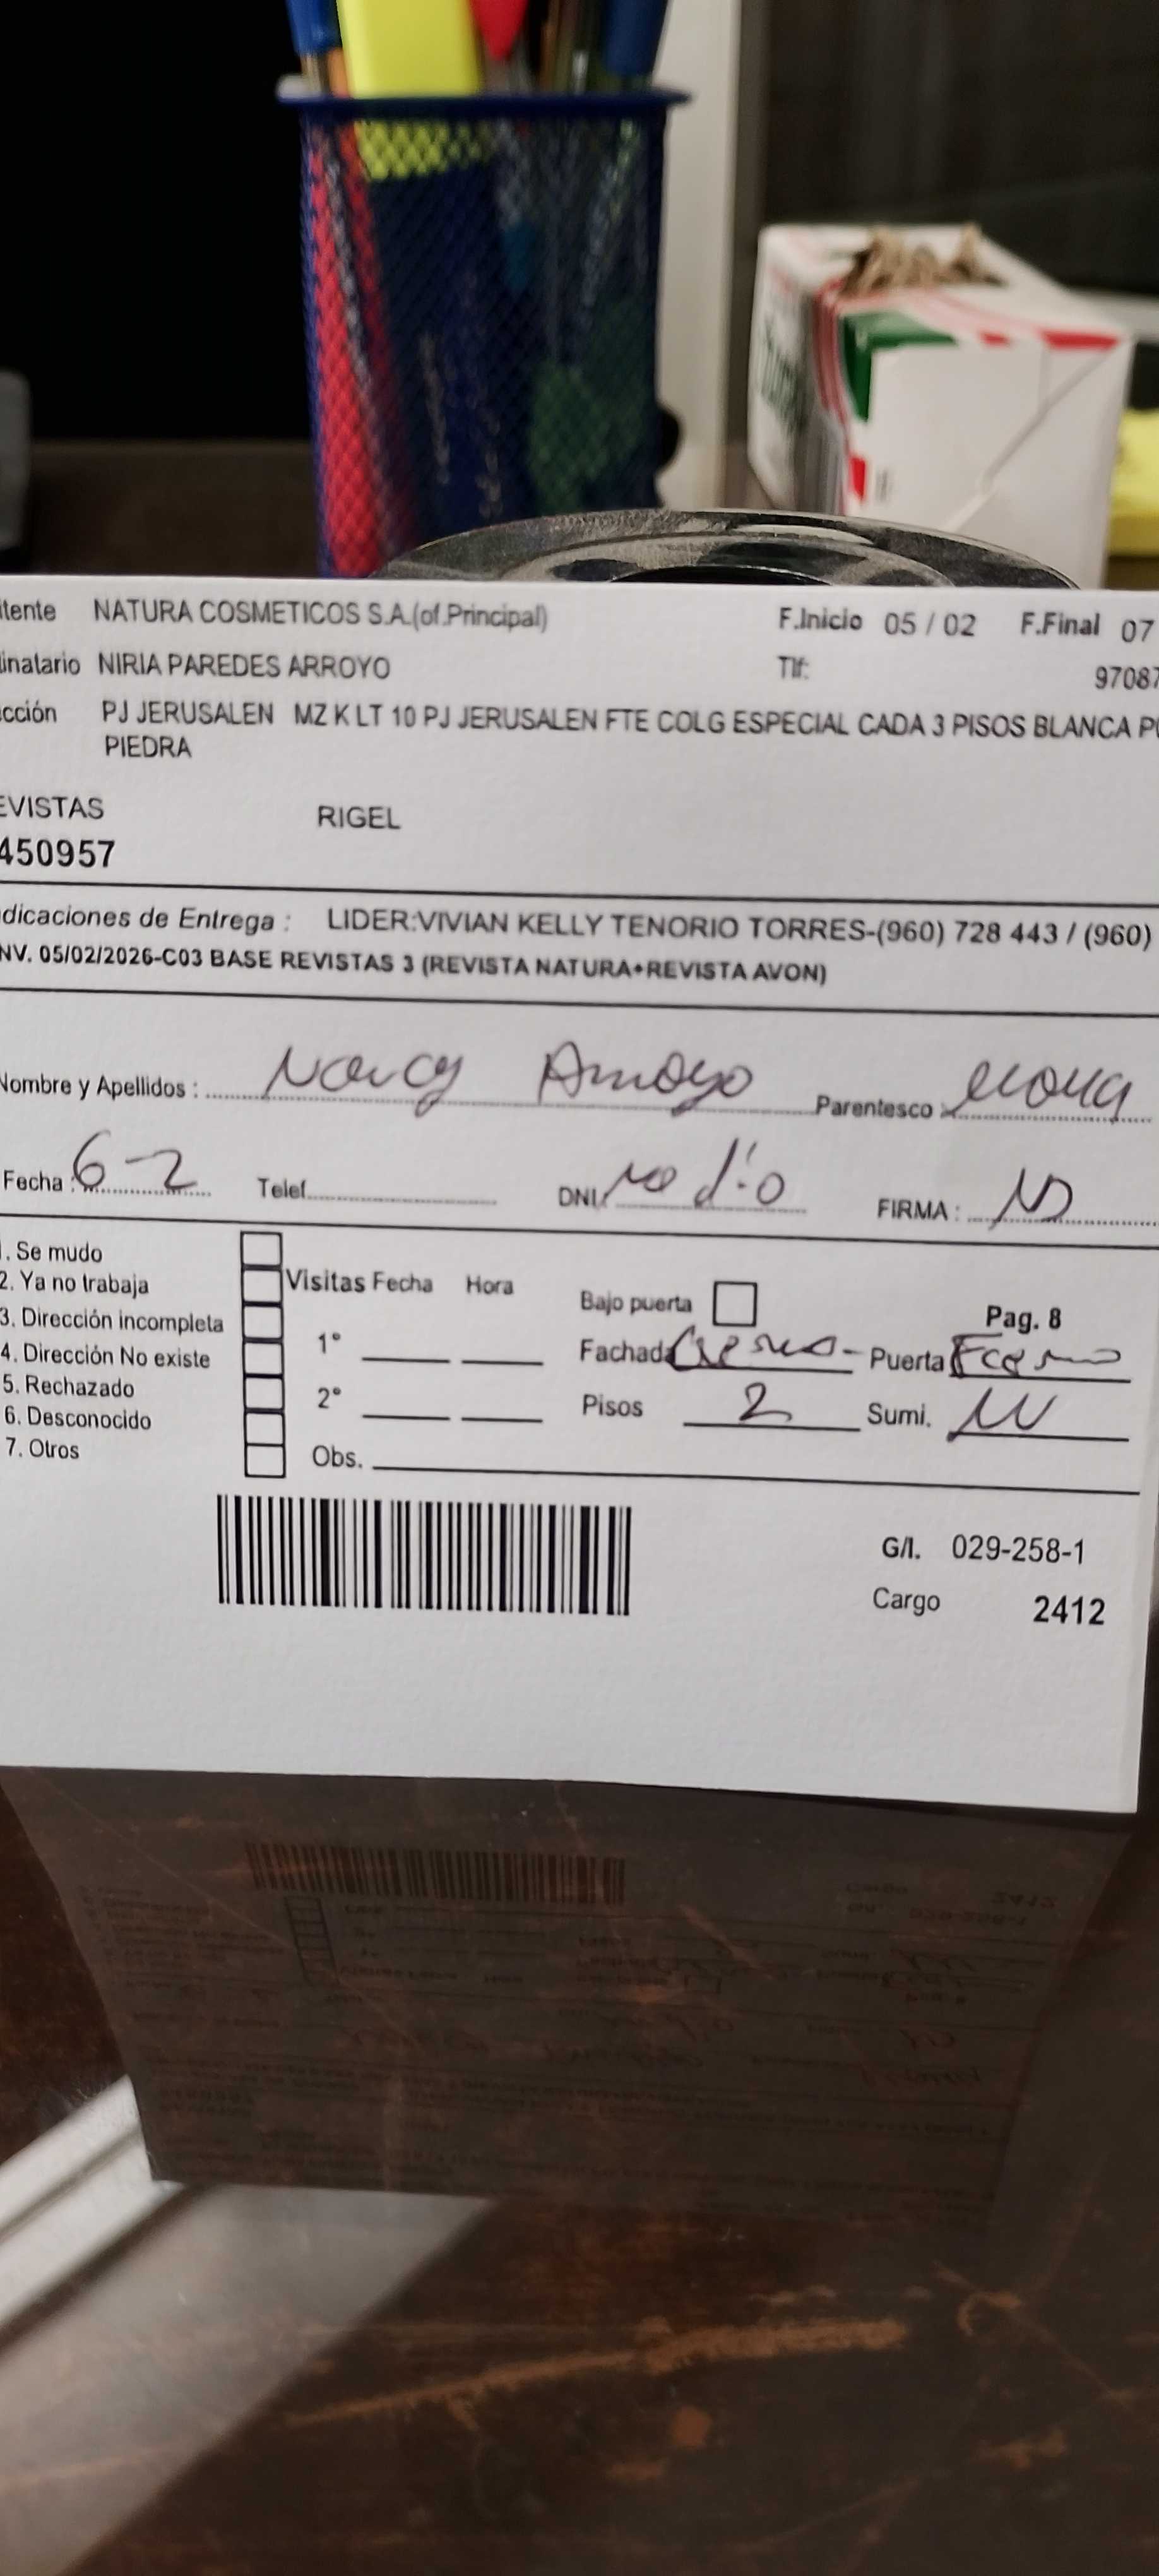 itente NATURA COSMETICOS S.A.(of.Principal) F.Inicio 05 / 02 F.Final 07
inatario NIRIA PAREDES ARROYO Tlf: 97087
cción PJ JERUSALEN MZ K LT 10 PJ JERUSALEN FTE COLG ESPECIAL CADA 3 PISOS BLANCA
PIEDRA
EVISTAS RIGEL
450957
dicaciones de Entrega : LIDER:VIVIAN KELLY TENORIO TORRES-(960) 728 443 / (960)
NV. 05/02/2026-C03 BASE REVISTAS 3 (REVISTA NATURA+REVISTA AVON)
Nombre y Apellidos : Nancy Arroyo Parentesco :
Fecha : 6-2 Telef. DNI: no dio FIRMA :
1. Se mudo
2. Ya no trabaja Visitas Fecha Hora Bajo puerta Pag. 8
3. Dirección incompleta 1° Fachada Puerta
4. Dirección No existe
5. Rechazado 2° Pisos 2 Sumi.
6. Desconocido
7. Otros Obs.
G/I. 029-258-1
Cargo 2412